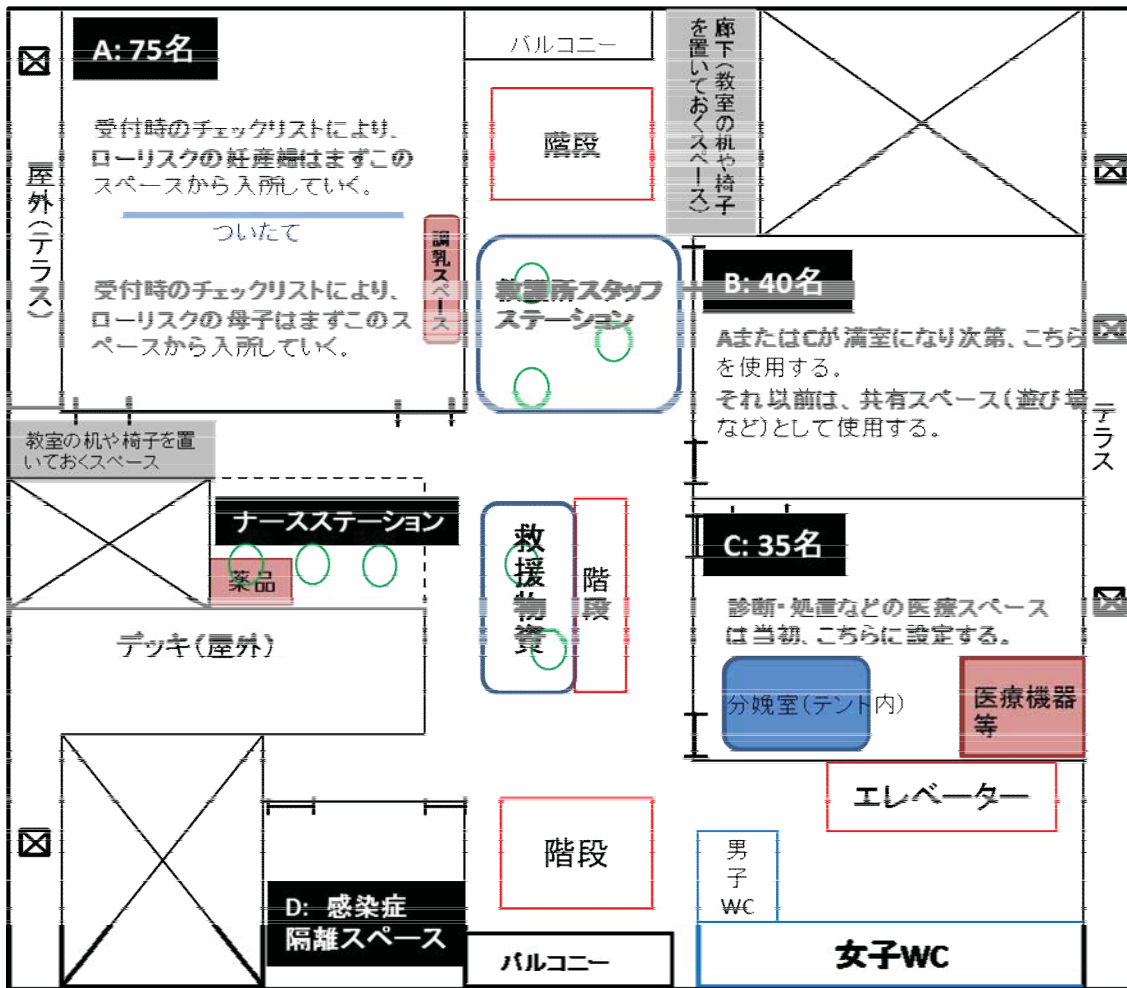 A: 75名
受付時のチェックリストにより、
ローリスクの妊産婦はまずこの
スペースから入所していく。
ついたて
受付時のチェックリストにより、
ローリスクの母子はまずこのス
ペースから入所していく。
調乳スペース
屋外(テラス)
バルコニー
階段
廊下(教室の机や椅子
を置いておくスペース)
救護所スタッフ
ステーション
B: 40名
AまたはCが満室になり次第、こちら
を使用する。
それ以前は、共有スペース(遊び場
など)として使用する。
テラス
教室の机や椅子を置
いておくスペース
ナースステーション
薬品
デッキ(屋外)
救援物資
階段
C: 35名
診断・処置などの医療スペース
は当初、こちらに設定する。
分娩室(テント内)
医療機器
等
エレベーター
階段
男子WC
女子WC
D: 感染症
隔離スペース
バルコニー